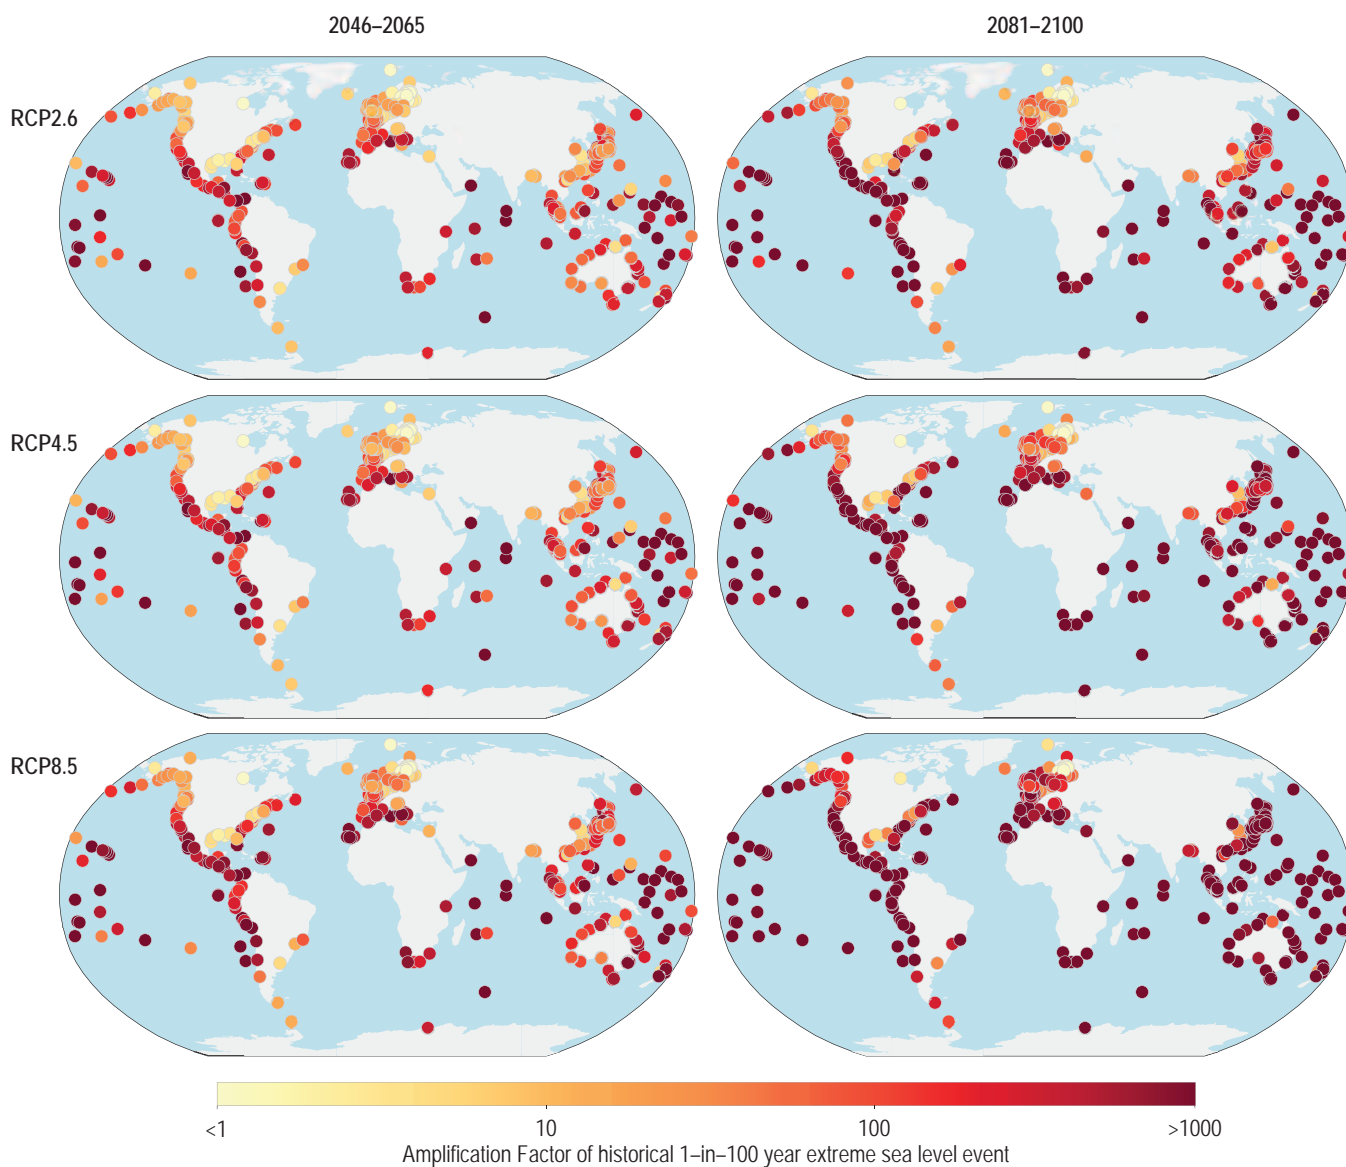 2046–2065
2081–2100
RCP2.6
RCP4.5
RCP8.5
<1
10
100
>1000
Amplification Factor of historical 1–in–100 year extreme sea level event